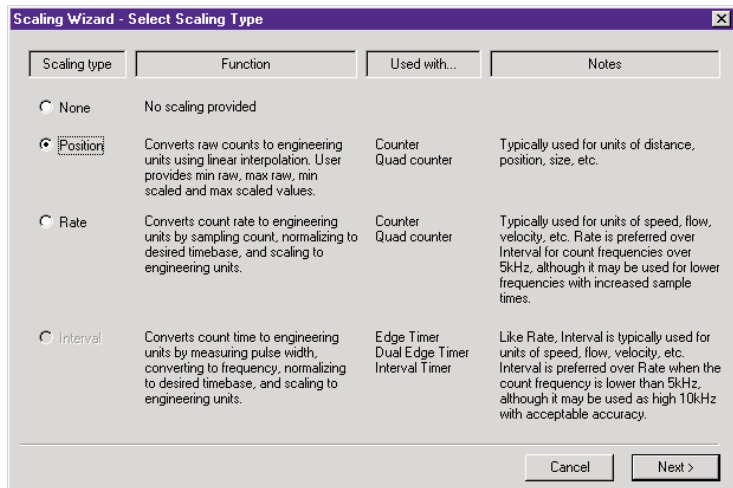 Scaling Wizard - Select Scaling Type
Scaling type
Function
Used with...
Notes
None
No scaling provided
Position
Converts raw counts to engineering
units using linear interpolation. User
provides min raw, max raw, min
scaled and max scaled values.
Counter
Quad counter
Typically used for units of distance,
position, size, etc.
Rate
Converts count rate to engineering
units by sampling count, normalizing to
desired timebase, and scaling to
engineering units.
Counter
Quad counter
Typically used for units of speed, flow,
velocity, etc. Rate is preferred over
Interval for count frequencies over
5kHz, although it may be used for lower
frequencies with increased sample
times.
Interval
Converts count time to engineering
units by measuring pulse width,
converting to frequency, normalizing
to desired timebase, and scaling to
engineering units.
Edge Timer
Dual Edge Timer
Interval Timer
Like Rate, Interval is typically used for
units of speed, flow, velocity, etc.
Interval is preferred over Rate when the
count frequency is lower than 5kHz,
although it may be used as high 10kHz
with acceptable accuracy.
Cancel
Next >